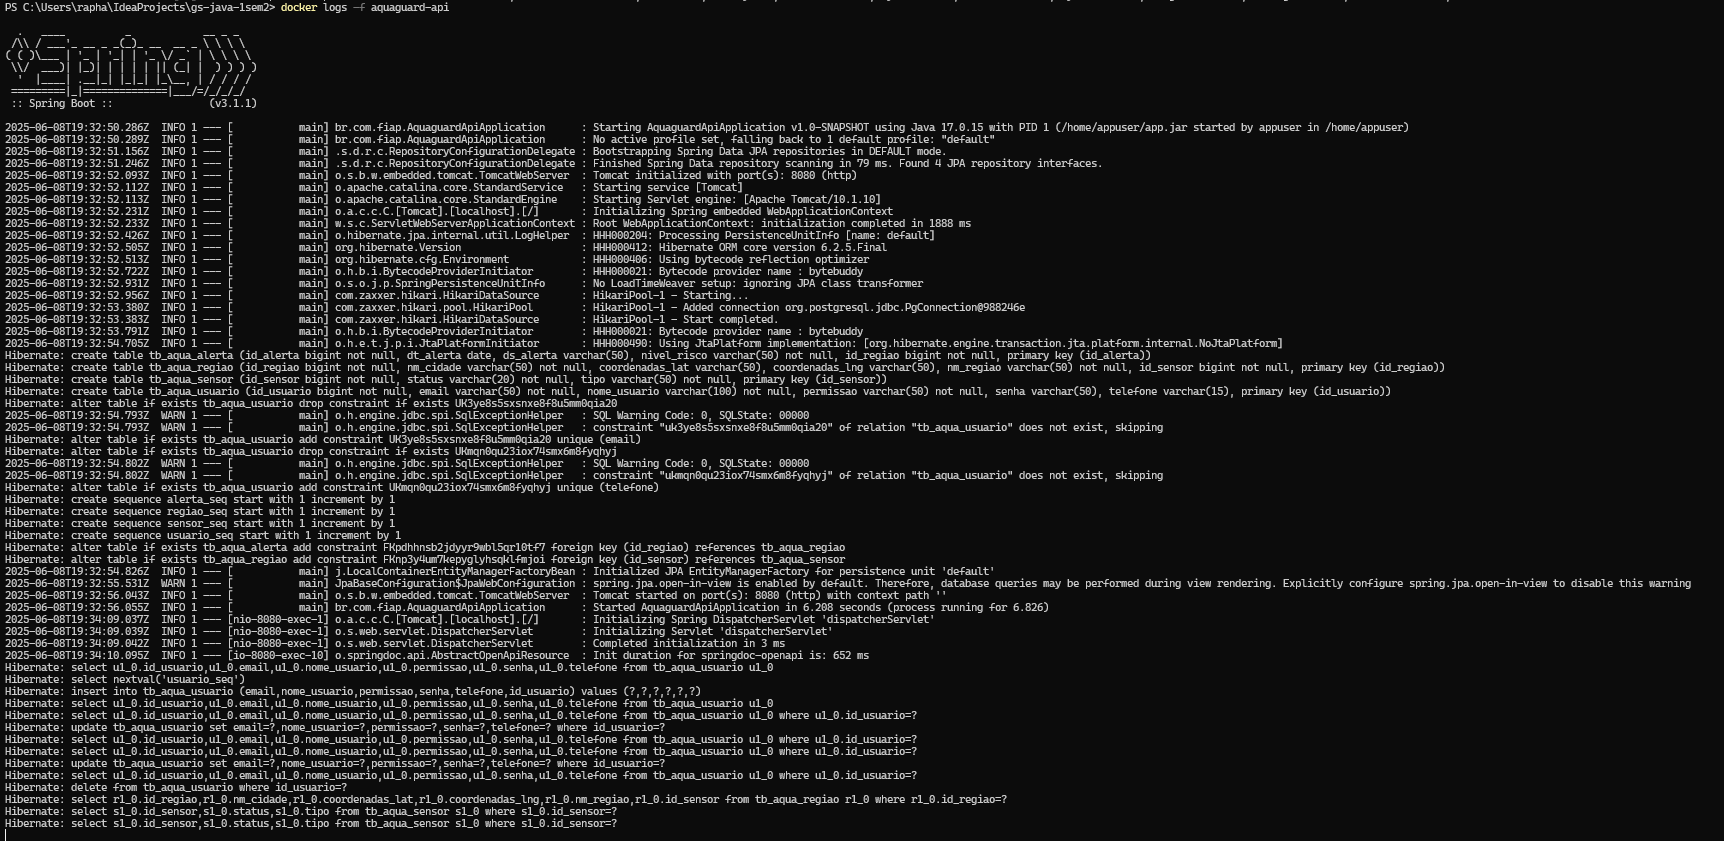 PS C:\Users\rapha\IdeaProjects\gs-java-1sem2> docker logs -f aquaguard-api
  .   ____          _            __ _ _
 /\\ / ___'_ __ _ _(_)_ __  __ _ \ \ \ \
( ( )\___ | '_ | '_| | '_ \/ _` | \ \ \ \
 \\/  ___)| |_)| | | | | || (_| |  ) ) ) )
  '  |____| .__|_| |_|_| |_\__, | / / / /
 =========|_|==============|___/=/_/_/_/
 :: Spring Boot ::                (v3.1.1)
2025-06-08T19:32:50.286Z  INFO 1 --- [           main] br.com.fiap.AquaguardApiApplication      : Starting AquaguardApiApplication v1.0-SNAPSHOT using Java 17.0.15 with PID 1 (/home/appuser/app.jar started by appuser in /home/appuser)
2025-06-08T19:32:50.289Z  INFO 1 --- [           main] br.com.fiap.AquaguardApiApplication      : No active profile set, falling back to 1 default profile: "default"
2025-06-08T19:32:51.156Z  INFO 1 --- [           main] .s.d.r.c.RepositoryConfigurationDelegate : Bootstrapping Spring Data JPA repositories in DEFAULT mode.
2025-06-08T19:32:51.246Z  INFO 1 --- [           main] .s.d.r.c.RepositoryConfigurationDelegate : Finished Spring Data repository scanning in 79 ms. Found 4 JPA repository interfaces.
2025-06-08T19:32:52.093Z  INFO 1 --- [           main] o.s.b.w.embedded.tomcat.TomcatWebServer  : Tomcat initialized with port(s): 8080 (http)
2025-06-08T19:32:52.112Z  INFO 1 --- [           main] o.apache.catalina.core.StandardService   : Starting service [Tomcat]
2025-06-08T19:32:52.113Z  INFO 1 --- [           main] o.apache.catalina.core.StandardEngine    : Starting Servlet engine: [Apache Tomcat/10.1.10]
2025-06-08T19:32:52.231Z  INFO 1 --- [           main] o.a.c.c.C.[Tomcat].[localhost].[/]       : Initializing Spring embedded WebApplicationContext
2025-06-08T19:32:52.233Z  INFO 1 --- [           main] w.s.c.ServletWebServerApplicationContext : Root WebApplicationContext: initialization completed in 1888 ms
2025-06-08T19:32:52.426Z  INFO 1 --- [           main] o.hibernate.jpa.internal.util.LogHelper  : HHH000204: Processing PersistenceUnitInfo [name: default]
2025-06-08T19:32:52.505Z  INFO 1 --- [           main] org.hibernate.Version                    : HHH000412: Hibernate ORM core version 6.2.5.Final
2025-06-08T19:32:52.513Z  INFO 1 --- [           main] org.hibernate.cfg.Environment            : HHH000406: Using bytecode reflection optimizer
2025-06-08T19:32:52.722Z  INFO 1 --- [           main] o.h.b.i.BytecodeProviderInitiator        : HHH000021: Bytecode provider name : bytebuddy
2025-06-08T19:32:52.931Z  INFO 1 --- [           main] o.s.o.j.p.SpringPersistenceUnitInfo      : No LoadTimeWeaver setup: ignoring JPA class transformer
2025-06-08T19:32:52.956Z  INFO 1 --- [           main] com.zaxxer.hikari.HikariDataSource       : HikariPool-1 - Starting...
2025-06-08T19:32:53.380Z  INFO 1 --- [           main] com.zaxxer.hikari.pool.HikariPool        : HikariPool-1 - Added connection org.postgresql.jdbc.PgConnection@988246e
2025-06-08T19:32:53.383Z  INFO 1 --- [           main] com.zaxxer.hikari.HikariDataSource       : HikariPool-1 - Start completed.
2025-06-08T19:32:53.791Z  INFO 1 --- [           main] o.h.b.i.BytecodeProviderInitiator        : HHH000021: Bytecode provider name : bytebuddy
2025-06-08T19:32:54.705Z  INFO 1 --- [           main] o.h.e.t.j.p.i.JtaPlatformInitiator       : HHH000490: Using JtaPlatform implementation: [org.hibernate.engine.transaction.jta.platform.internal.NoJtaPlatform]
Hibernate: create table tb_aqua_alerta (id_alerta bigint not null, dt_alerta date, ds_alerta varchar(50), nivel_risco varchar(50) not null, id_regiao bigint not null, primary key (id_alerta))
Hibernate: create table tb_aqua_regiao (id_regiao bigint not null, nm_cidade varchar(50) not null, coordenadas_lat varchar(50), coordenadas_lng varchar(50), nm_regiao varchar(50) not null, id_sensor bigint not null, primary key (id_regiao))
Hibernate: create table tb_aqua_sensor (id_sensor bigint not null, status varchar(20) not null, tipo varchar(50) not null, primary key (id_sensor))
Hibernate: create table tb_aqua_usuario (id_usuario bigint not null, email varchar(50) not null, nome_usuario varchar(100) not null, permissao varchar(50) not null, senha varchar(50), telefone varchar(15), primary key (id_usuario))
Hibernate: alter table if exists tb_aqua_usuario drop constraint if exists UK3ye8s5sxsnxe8f8u5mm0qia20
2025-06-08T19:32:54.793Z  WARN 1 --- [           main] o.h.engine.jdbc.spi.SqlExceptionHelper   : SQL Warning Code: 0, SQLState: 00000
2025-06-08T19:32:54.793Z  WARN 1 --- [           main] o.h.engine.jdbc.spi.SqlExceptionHelper   : constraint "uk3ye8s5sxsnxe8f8u5mm0qia20" of relation "tb_aqua_usuario" does not exist, skipping
Hibernate: alter table if exists tb_aqua_usuario add constraint UK3ye8s5sxsnxe8f8u5mm0qia20 unique (email)
Hibernate: alter table if exists tb_aqua_usuario drop constraint if exists UKmqn0qu23iox74smx6m8fyqhyj
2025-06-08T19:32:54.802Z  WARN 1 --- [           main] o.h.engine.jdbc.spi.SqlExceptionHelper   : SQL Warning Code: 0, SQLState: 00000
2025-06-08T19:32:54.802Z  WARN 1 --- [           main] o.h.engine.jdbc.spi.SqlExceptionHelper   : constraint "ukmqn0qu23iox74smx6m8fyqhyj" of relation "tb_aqua_usuario" does not exist, skipping
Hibernate: alter table if exists tb_aqua_usuario add constraint UKmqn0qu23iox74smx6m8fyqhyj unique (telefone)
Hibernate: create sequence alerta_seq start with 1 increment by 1
Hibernate: create sequence regiao_seq start with 1 increment by 1
Hibernate: create sequence sensor_seq start with 1 increment by 1
Hibernate: create sequence usuario_seq start with 1 increment by 1
Hibernate: alter table if exists tb_aqua_alerta add constraint FKpdhhnsb2jdyyr9wbl5qr10tf7 foreign key (id_regiao) references tb_aqua_regiao
Hibernate: alter table if exists tb_aqua_regiao add constraint FKnp3y4um7kepyglyhsqklfmjoi foreign key (id_sensor) references tb_aqua_sensor
2025-06-08T19:32:54.826Z  INFO 1 --- [           main] j.LocalContainerEntityManagerFactoryBean : Initialized JPA EntityManagerFactory for persistence unit 'default'
2025-06-08T19:32:55.531Z  WARN 1 --- [           main] JpaBaseConfiguration$JpaWebConfiguration : spring.jpa.open-in-view is enabled by default. Therefore, database queries may be performed during view rendering. Explicitly configure spring.jpa.open-in-view to disable this warning
2025-06-08T19:32:56.043Z  INFO 1 --- [           main] o.s.b.w.embedded.tomcat.TomcatWebServer  : Tomcat started on port(s): 8080 (http) with context path ''
2025-06-08T19:32:56.055Z  INFO 1 --- [           main] br.com.fiap.AquaguardApiApplication      : Started AquaguardApiApplication in 6.208 seconds (process running for 6.826)
2025-06-08T19:34:09.037Z  INFO 1 --- [nio-8080-exec-1] o.a.c.c.C.[Tomcat].[localhost].[/]       : Initializing Spring DispatcherServlet 'dispatcherServlet'
2025-06-08T19:34:09.039Z  INFO 1 --- [nio-8080-exec-1] o.s.web.servlet.DispatcherServlet        : Initializing Servlet 'dispatcherServlet'
2025-06-08T19:34:09.042Z  INFO 1 --- [nio-8080-exec-1] o.s.web.servlet.DispatcherServlet        : Completed initialization in 3 ms
2025-06-08T19:34:10.095Z  INFO 1 --- [io-8080-exec-10] o.springdoc.api.AbstractOpenApiResource  : Init duration for springdoc-openapi is: 652 ms
Hibernate: select u1_0.id_usuario,u1_0.email,u1_0.nome_usuario,u1_0.permissao,u1_0.senha,u1_0.telefone from tb_aqua_usuario u1_0
Hibernate: select nextval('usuario_seq')
Hibernate: insert into tb_aqua_usuario (email,nome_usuario,permissao,senha,telefone,id_usuario) values (?,?,?,?,?,?)
Hibernate: select u1_0.id_usuario,u1_0.email,u1_0.nome_usuario,u1_0.permissao,u1_0.senha,u1_0.telefone from tb_aqua_usuario u1_0
Hibernate: select u1_0.id_usuario,u1_0.email,u1_0.nome_usuario,u1_0.permissao,u1_0.senha,u1_0.telefone from tb_aqua_usuario u1_0 where u1_0.id_usuario=?
Hibernate: update tb_aqua_usuario set email=?,nome_usuario=?,permissao=?,senha=?,telefone=? where id_usuario=?
Hibernate: select u1_0.id_usuario,u1_0.email,u1_0.nome_usuario,u1_0.permissao,u1_0.senha,u1_0.telefone from tb_aqua_usuario u1_0 where u1_0.id_usuario=?
Hibernate: select u1_0.id_usuario,u1_0.email,u1_0.nome_usuario,u1_0.permissao,u1_0.senha,u1_0.telefone from tb_aqua_usuario u1_0 where u1_0.id_usuario=?
Hibernate: update tb_aqua_usuario set email=?,nome_usuario=?,permissao=?,senha=?,telefone=? where id_usuario=?
Hibernate: select u1_0.id_usuario,u1_0.email,u1_0.nome_usuario,u1_0.permissao,u1_0.senha,u1_0.telefone from tb_aqua_usuario u1_0 where u1_0.id_usuario=?
Hibernate: delete from tb_aqua_usuario where id_usuario=?
Hibernate: select r1_0.id_regiao,r1_0.nm_cidade,r1_0.coordenadas_lat,r1_0.coordenadas_lng,r1_0.nm_regiao,r1_0.id_sensor from tb_aqua_regiao r1_0 where r1_0.id_regiao=?
Hibernate: select s1_0.id_sensor,s1_0.status,s1_0.tipo from tb_aqua_sensor s1_0 where s1_0.id_sensor=?
Hibernate: select s1_0.id_sensor,s1_0.status,s1_0.tipo from tb_aqua_sensor s1_0 where s1_0.id_sensor=?